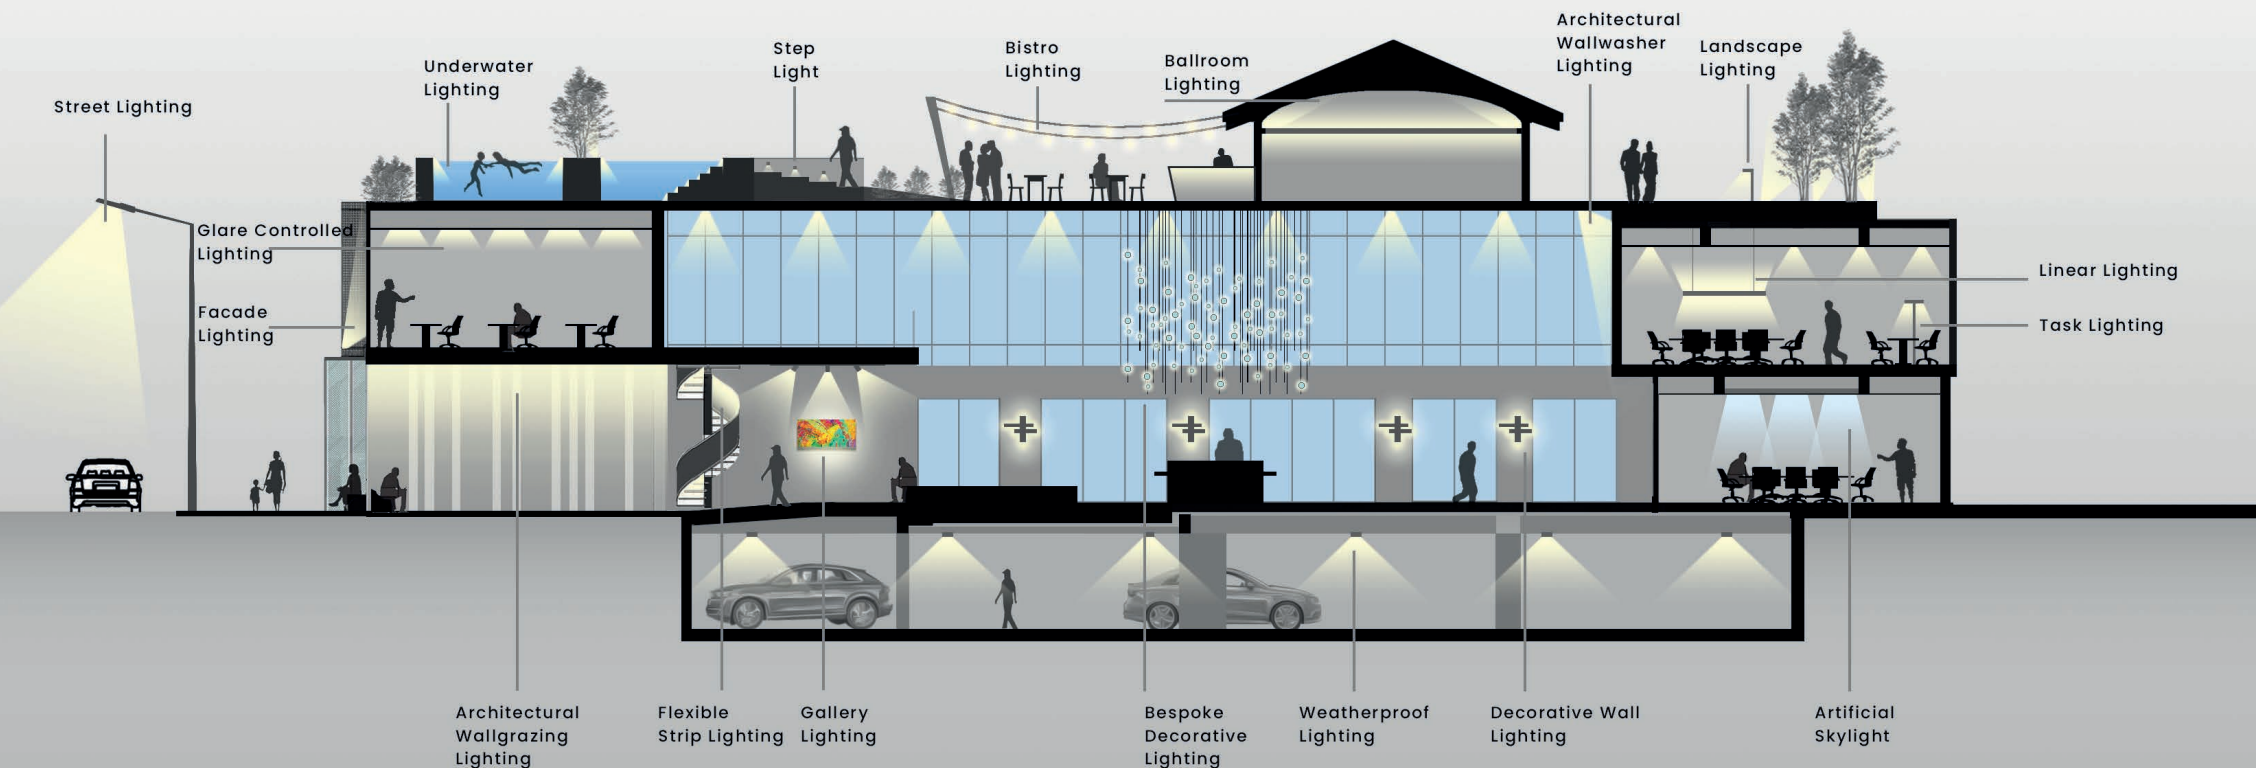 Street Lighting
Underwater
Lighting
Step
Light
Bistro
Lighting
Ballroom
Lighting
Architectural
Wallwasher
Lighting
Landscape
Lighting
Glare Controlled
Lighting
Facade
Lighting
Linear Lighting
Task Lighting
Architectural
Wallgrazing
Lighting
Flexible
Strip Lighting
Gallery
Lighting
Bespoke
Decorative
Lighting
Weatherproof
Lighting
Decorative Wall
Lighting
Artificial
Skylight